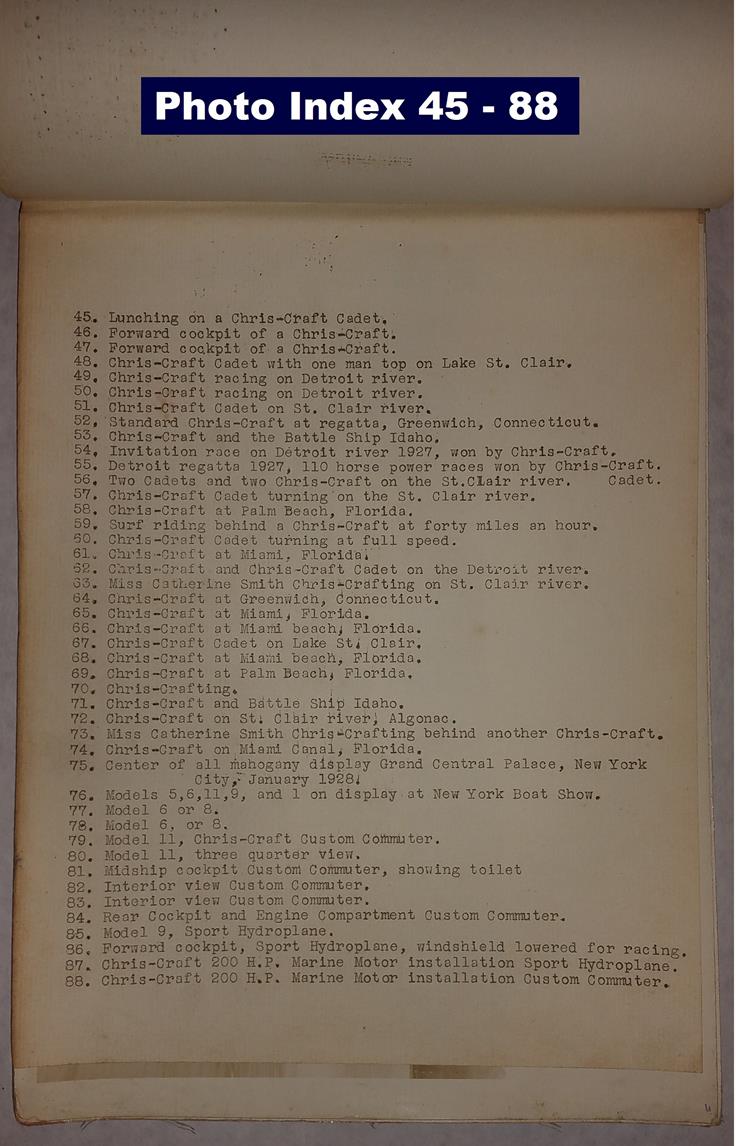 Photo Index 45 - 88
45. Lunching on a Chris-Craft Cadet.
46. Forward cockpit of a Chris-Craft.
47. Forward cockpit of a Chris-Craft.
48. Chris-Craft Cadet with one man top on Lake St. Clair.
49. Chris-Craft racing on Detroit river.
50. Chris-Craft racing on Detroit river.
51. Chris-Craft Cadet on St. Clair river.
52. Standard Chris-Craft at regatta, Greenwich, Connecticut.
53. Chris-Craft and the Battle Ship Idaho.
54. Invitation race on Detroit river 1927, won by Chris-Craft.
55. Detroit regatta 1927, 110 horse power races won by Chris-Craft.
56. Two Cadets and two Chris-Craft on the St.Clair river. Cadet.
57. Chris-Craft Cadet turning on the St. Clair river.
58. Chris-Craft at Palm Beach, Florida.
59. Surf riding behind a Chris-Craft at forty miles an hour.
60. Chris-Craft Cadet turning at full speed.
61. Chris-Craft at Miami, Florida.
62. Chris-Craft and Chris-Craft Cadet on the Detroit river.
63. Miss Catherine Smith Chris-Crafting on St. Clair river.
64. Chris-Craft at Greenwich, Connecticut.
65. Chris-Craft at Miami, Florida.
66. Chris-Craft at Miami beach, Florida.
67. Chris-Craft Cadet on Lake St. Clair.
68. Chris-Craft at Miami beach, Florida.
69. Chris-Craft at Palm Beach, Florida.
70. Chris-Crafting.
71. Chris-Craft and Battle Ship Idaho.
72. Chris-Craft on St. Clair river, Algonac.
73. Miss Catherine Smith Chris-Crafting behind another Chris-Craft.
74. Chris-Craft on Miami Canal, Florida.
75. Center of all mahogany display Grand Central Palace, New York
City, January 1928.
76. Models 5,6,11,9, and 1 on display at New York Boat Show.
77. Model 6 or 8.
78. Model 6, or 8.
79. Model 11, Chris-Craft Custom Commuter.
80. Model 11, three quarter view.
81. Midship cockpit Custom Commuter, showing toilet
82. Interior view Custom Commuter.
83. Interior view Custom Commuter.
84. Rear Cockpit and Engine Compartment Custom Commuter.
85. Model 9, Sport Hydroplane.
86. Forward cockpit, Sport Hydroplane, windshield lowered for racing.
87. Chris-Craft 200 H.P. Marine Motor installation Sport Hydroplane.
88. Chris-Craft 200 H.P. Marine Motor installation Custom Commuter.